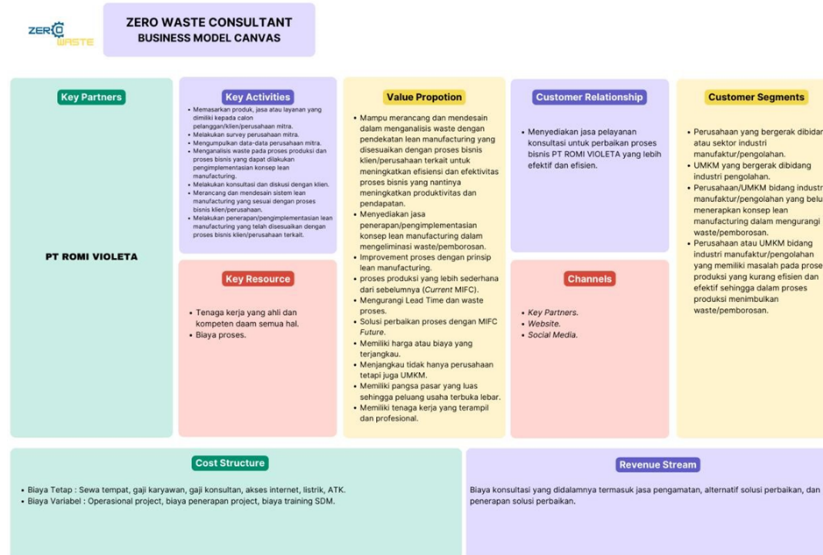 ZERO WASTE
ZERO WASTE CONSULTANT
BUSINESS MODEL CANVAS
Key Partners
PT ROMI VIOLETA
Key Activities
• Memasarkan produk, jasa atau layanan yang
dimiliki kepada calon
pelanggan/klien/perusahaan mitra.
• Melakukan survey perusahaan mitra.
• Mengumpulkan data-data perusahaan mitra.
• Menganalisis waste pada proses produksi dan
proses bisnis yang dapat dilakukan
pengimplementasian konsep lean
manufacturing.
• Melakukan konsultasi dan diskusi dengan klien.
• Merancang dan mendesain sistem lean
manufacturing yang sesuai dengan proses
bisnis klien/perusahaan.
• Melakukan penerapan/pengimplementasian lean
manufacturing yang telah disesuaikan dengan
proses bisnis klien/perusahaan terkait.
Key Resource
• Tenaga kerja yang ahli dan
kompeten daam semua hal.
• Biaya proses.
Value Propotion
• Mampu merancang dan mendesain
dalam menganalisis waste dengan
pendekatan lean manufacturing yang
disesuaikan dengan proses bisnis
klien/perusahaan terkait untuk
meningkatkan efisiensi dan efektivitas
proses bisnis yang nantinya
meningkatkan produktivitas dan
pendapatan.
• Menyediakan jasa
penerapan/pengimplementasian
konsep lean manufacturing dalam
mengeliminasi waste/pemborosan.
• Improvement proses dengan prinsip
lean manufacturing.
• proses produksi yang lebih sederhana
dari sebelumnya (Current MIFC).
• Mengurangi Lead Time dan waste
proses.
• Solusi perbaikan proses dengan MIFC
Future.
• Memiliki harga atau biaya yang
terjangkau.
• Menjangkau tidak hanya perusahaan
tetapi juga UMKM.
• Memiliki pangsa pasar yang luas
sehingga peluang usaha terbuka lebar.
• Memiliki tenaga kerja yang terampil
dan profesional.
Customer Relationship
• Menyediakan jasa pelayanan
konsultasi untuk perbaikan proses
bisnis PT ROMI VIOLETA yang lebih
efektif dan efisien.
Channels
• Key Partners.
• Website.
• Social Media.
Customer Segments
• Perusahaan yang bergerak dibidan
atau sektor industri
manufaktur/pengolahan.
• UMKM yang bergerak dibidang
industri pengolahan.
• Perusahaan/UMKM bidang industr
manufaktur/pengolahan yang belu
menerapkan konsep lean
manufacturing dalam mengurangi
waste/pemborosan.
• Perusahaan atau UMKM bidang
industri manufaktur/pengolahan
yang memiliki masalah pada prose
produksi yang kurang efisien dan
efektif sehingga dalam proses
produksi menimbulkan
waste/pemborosan.
Cost Structure
• Biaya Tetap : Sewa tempat, gaji karyawan, gaji konsultan, akses internet, listrik, ATK.
• Biaya Variabel : Operasional project, biaya penerapan project, biaya training SDM.
Revenue Stream
Biaya konsultasi yang didalamnya termasuk jasa pengamatan, alternatif solusi perbaikan, dan
penerapan solusi perbaikan.